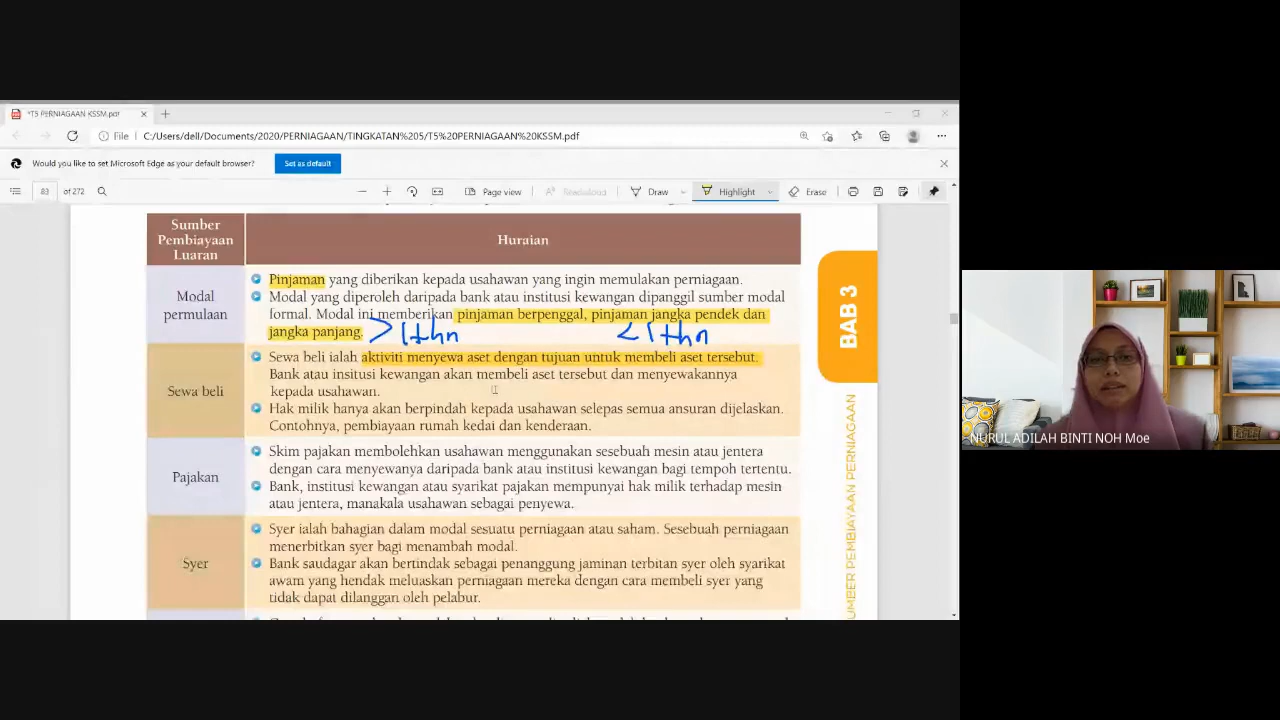 *T5 PERNIAGAAN KSSM.pdf
File
C:/Users/dell/Documents/2020/PERNIAGAAN/TINGKATAN%205/T5%20PERNIAGAAN%20KSSM.pdf
Would you like to set Microsoft Edge as your default browser?
Set as default
83 of 272
Page view
Read aloud
Draw
Highlight
Erase
Sumber
Pembiayaan
Luaran
Huraian
Modal
permulaan
Pinjaman yang diberikan kepada usahawan yang ingin memulakan perniagaan.
Modal yang diperoleh daripada bank atau institusi kewangan dipanggil sumber modal
formal. Modal ini memberikan pinjaman berpenggal, pinjaman jangka pendek dan
jangka panjang.
> 1 thn
< 1 thn
Sewa beli
Sewa beli ialah aktiviti menyewa aset dengan tujuan untuk membeli aset tersebut.
Bank atau insitusi kewangan akan membeli aset tersebut dan menyewakannya
kepada usahawan.
Hak milik hanya akan berpindah kepada usahawan selepas semua ansuran dijelaskan.
Contohnya, pembiayaan rumah kedai dan kenderaan.
Pajakan
Skim pajakan membolehkan usahawan menggunakan sesebuah mesin atau jentera
dengan cara menyewanya daripada bank atau institusi kewangan bagi tempoh tertentu.
Bank, institusi kewangan atau syarikat pajakan mempunyai hak milik terhadap mesin
atau jentera, manakala usahawan sebagai penyewa.
Syer
Syer ialah bahagian dalam modal sesuatu perniagaan atau saham. Sesebuah perniagaan
menerbitkan syer bagi menambah modal.
Bank saudagar akan bertindak sebagai penanggung jaminan terbitan syer oleh syarikat
awam yang hendak meluaskan perniagaan mereka dengan cara membeli syer yang
tidak dapat dilanggan oleh pelabur.
BAB 3
UMBER PEMBIAYAAN PERNIAGAAN
NURUL ADILAH BINTI NOH Moe